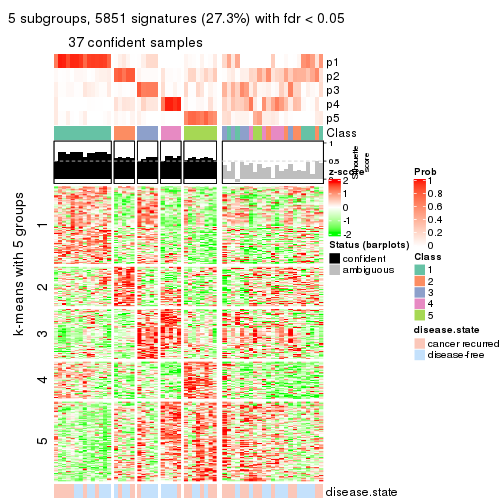 5 subgroups, 5851 signatures (27.3%) with fdr < 0.05
37 confident samples
p1
p2
p3
p4
p5
Class
1
0.5
0
Silhouette
score
z-score
2
1
0
-1
-2
Status (barplots)
confident
ambiguous
Prob
1
0.8
0.6
0.4
0.2
0
Class
1
2
3
4
5
disease.state
cancer recurred
disease-free
k-means with 5 groups
1
2
3
4
5
disease.state